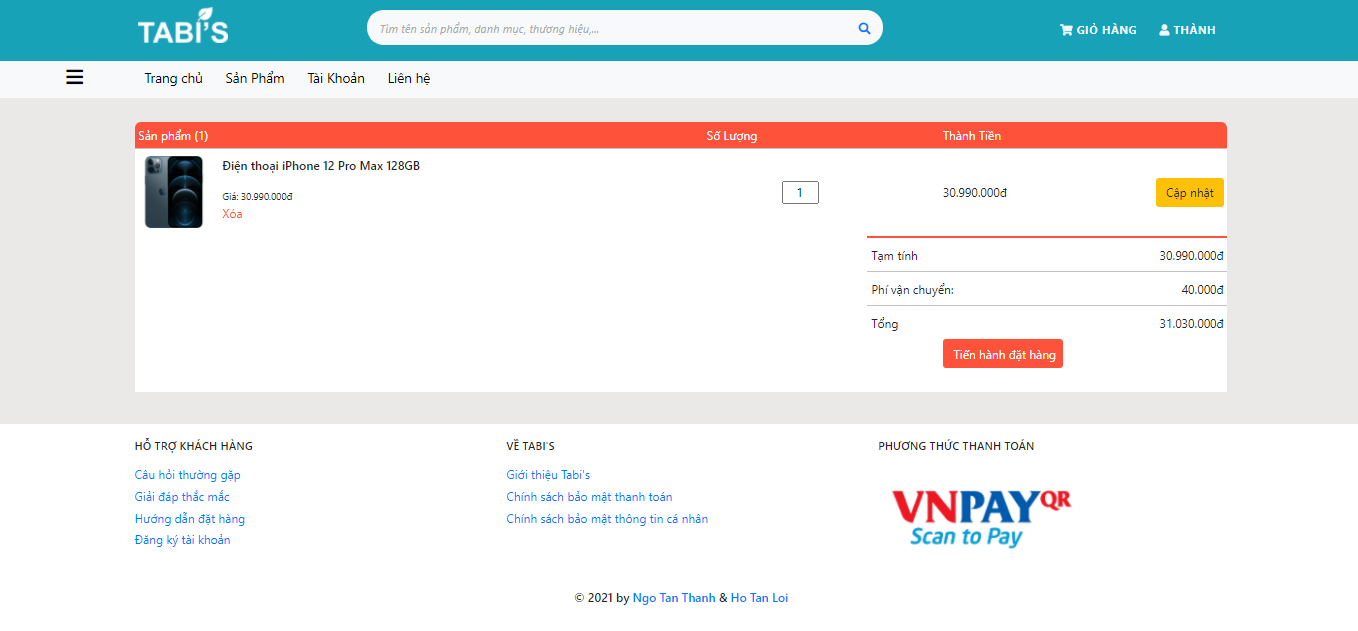 TABI'S
Tìm tên sản phẩm, danh mục, thương hiệu,...
GIỎ HÀNG
THÀNH
Trang chủ
Sản Phẩm
Tài Khoản
Liên hệ
Sản phẩm (1)
Số Lượng
Thành Tiền
Điện thoại iPhone 12 Pro Max 128GB
Giá: 30.990.000đ
Xóa
1
30.990.000đ
Cập nhật
Tạm tính
30.990.000đ
Phí vận chuyển:
40.000đ
Tổng
31.030.000đ
Tiến hành đặt hàng
HỖ TRỢ KHÁCH HÀNG
Câu hỏi thường gặp
Giải đáp thắc mắc
Hướng dẫn đặt hàng
Đăng ký tài khoản
VỀ TABI'S
Giới thiệu Tabi's
Chính sách bảo mật thanh toán
Chính sách bảo mật thông tin cá nhân
PHƯƠNG THỨC THANH TOÁN
VNPAYQR
Scan to Pay
© 2021 by Ngo Tan Thanh & Ho Tan Loi